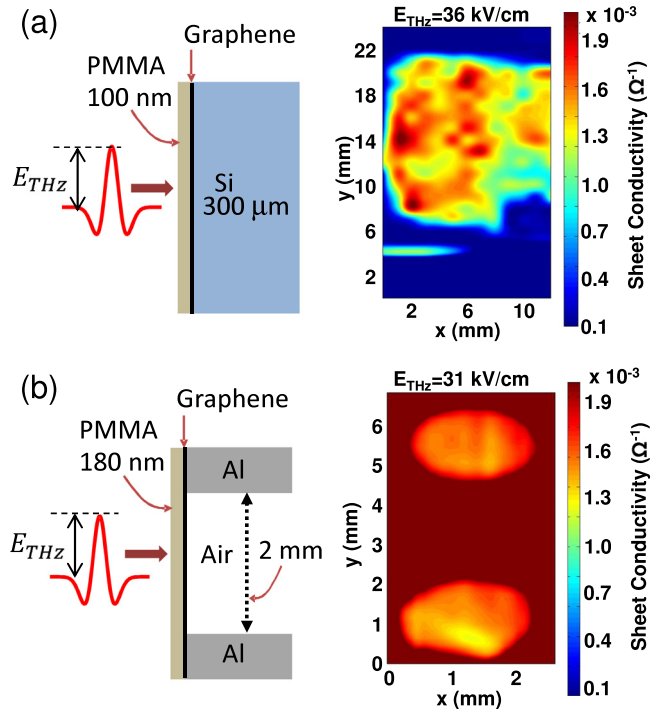 (a)
Graphene
PMMA
100 nm
E_THz
Si
300 μm
E_THz=36 kV/cm
x 10^-3
22
18
14
10
6
2
y (mm)
2 6 10
x (mm)
1.9
1.6
1.3
1.0
0.7
0.4
0.1
Sheet Conductivity (Ω^-1)
(b)
Graphene
PMMA
180 nm
E_THz
Al
Air
2 mm
Al
E_THz=31 kV/cm
x 10^-3
6
5
4
3
2
1
0
y (mm)
0 1 2
x (mm)
1.9
1.6
1.3
1.0
0.7
0.4
0.1
Sheet Conductivity (Ω^-1)